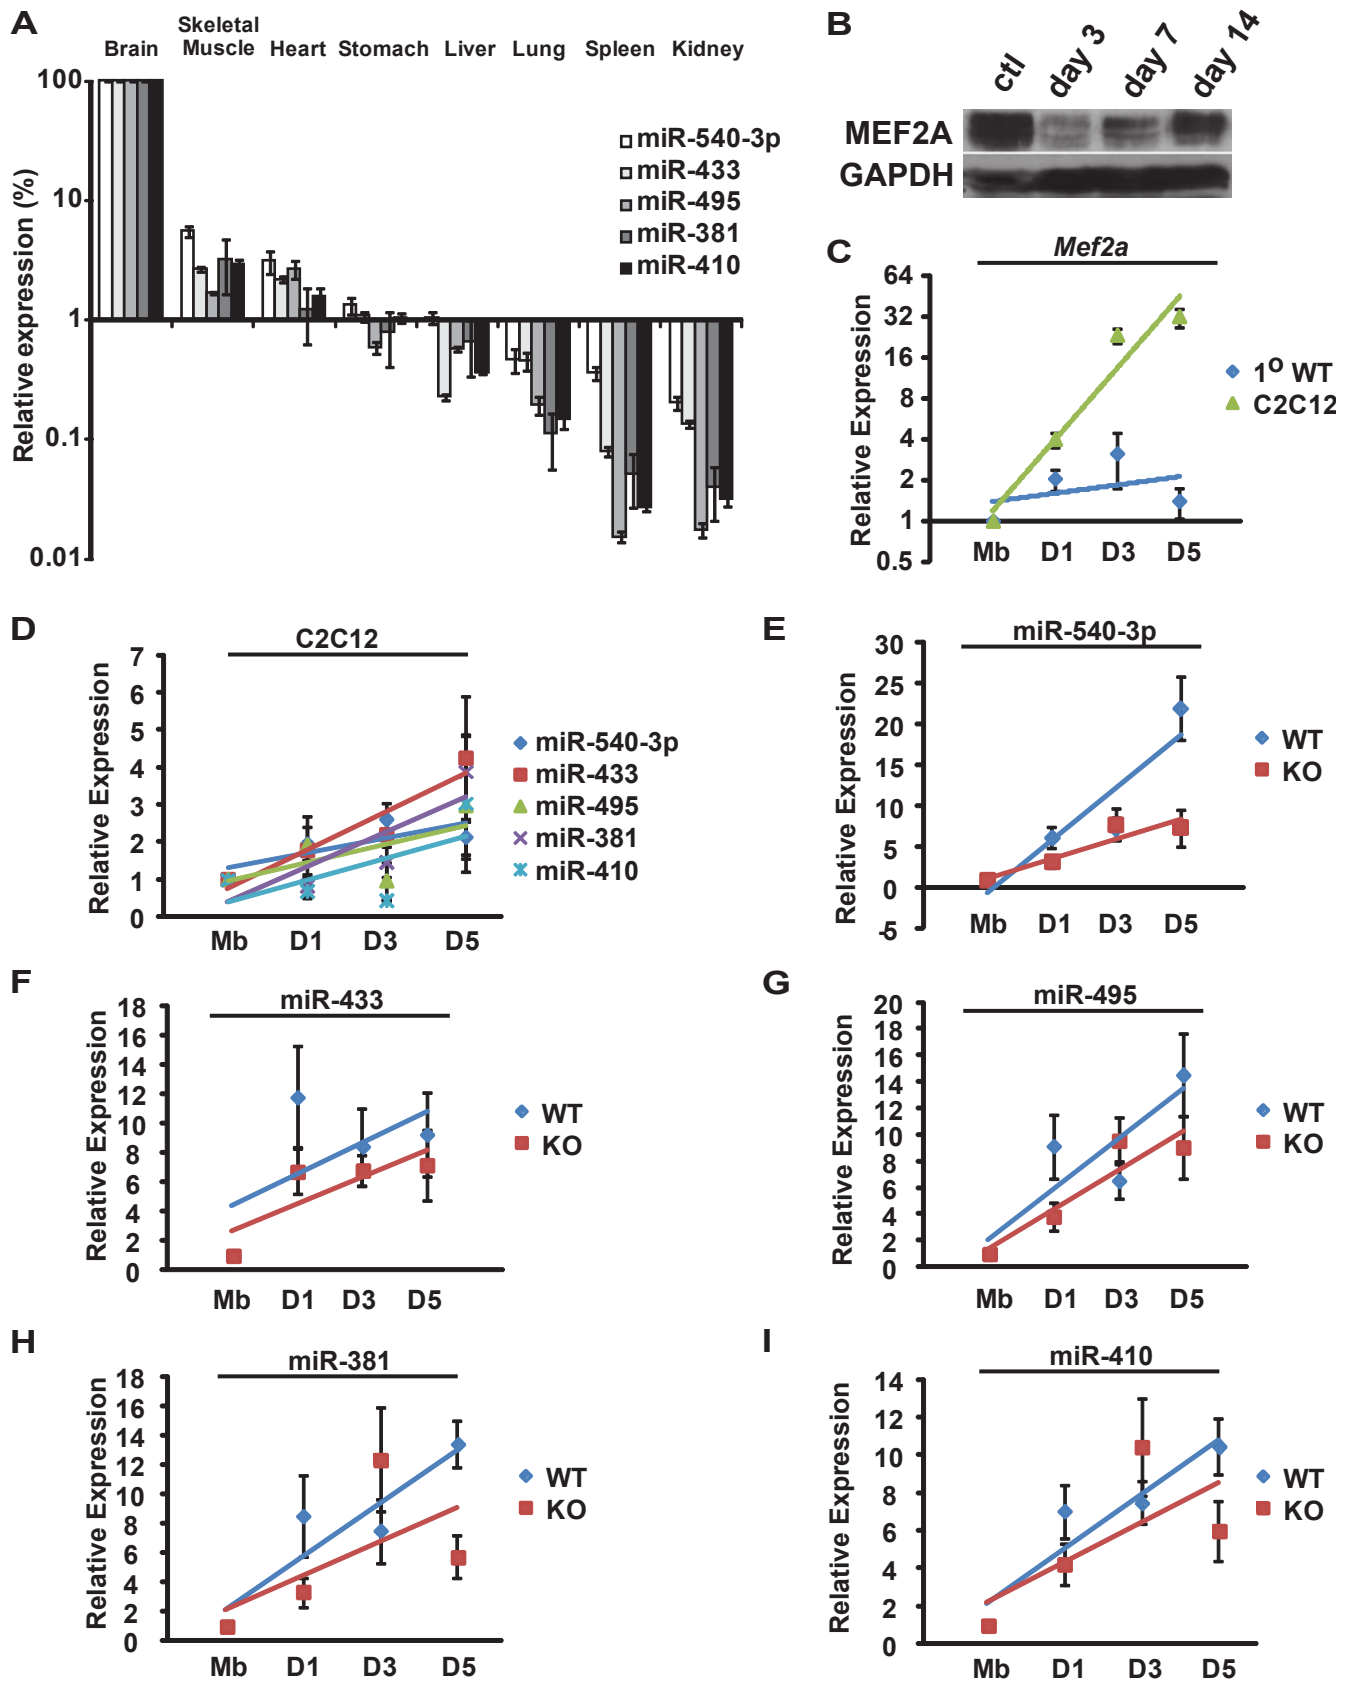 A
Brain
Skeletal
Muscle
Heart
Stomach
Liver
Lung
Spleen
Kidney
Relative expression (%)
100
10
1
0.1
0.01
miR-540-3p
miR-433
miR-495
miR-381
miR-410
B
ctl
day 3
day 7
day 14
MEF2A
GAPDH
C
Mef2a
Relative Expression
64
32
16
8
4
2
1
0.5
Mb D1 D3 D5
1° WT
C2C12
D
C2C12
Relative Expression
7
6
5
4
3
2
1
0
Mb D1 D3 D5
miR-540-3p
miR-433
miR-495
miR-381
miR-410
E
miR-540-3p
Relative Expression
30
25
20
15
10
5
0
-5
Mb D1 D3 D5
WT
KO
F
miR-433
Relative Expression
18
16
14
12
10
8
6
4
2
0
Mb D1 D3 D5
WT
KO
G
miR-495
Relative Expression
20
18
16
14
12
10
8
6
4
2
0
Mb D1 D3 D5
WT
KO
H
miR-381
Relative Expression
18
16
14
12
10
8
6
4
2
0
Mb D1 D3 D5
WT
KO
I
miR-410
Relative Expression
14
12
10
8
6
4
2
0
Mb D1 D3 D5
WT
KO